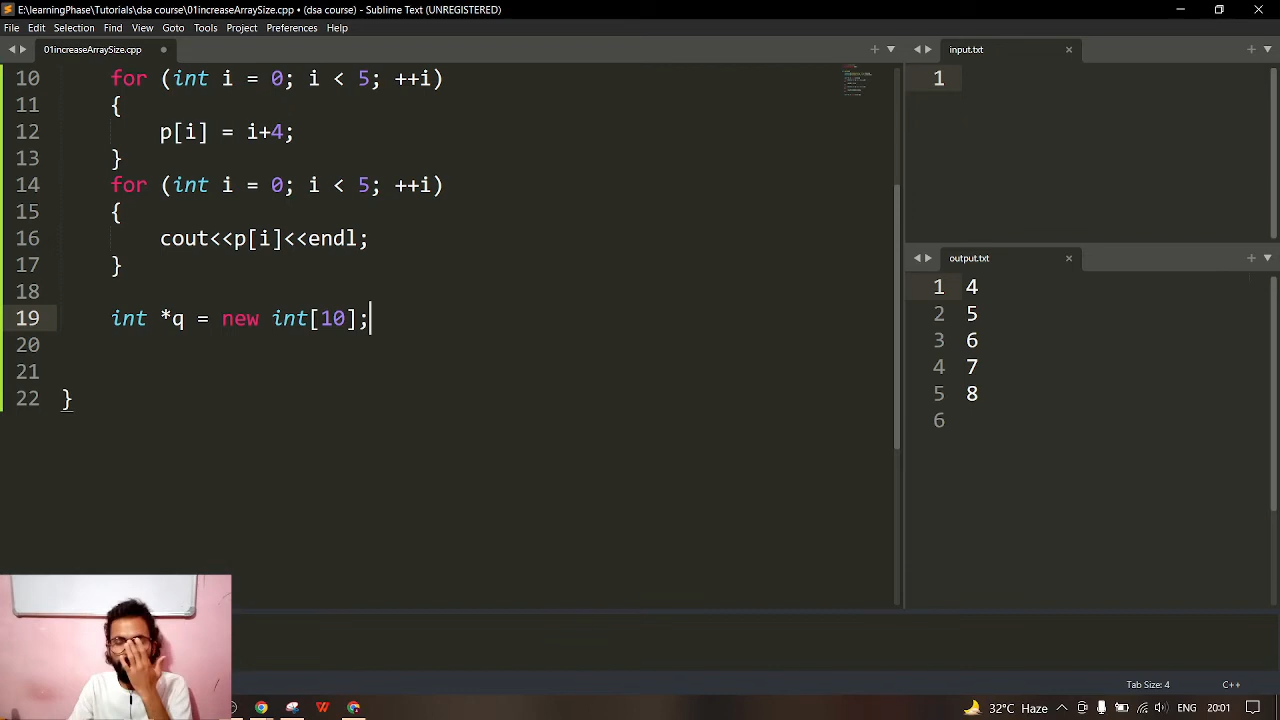 E:\learningPhase\Tutorials\dsa course\01increaseArraySize.cpp • (dsa course) - Sublime Text (UNREGISTERED)
File Edit Selection Find View Goto Tools Project Preferences Help
01increaseArraySize.cpp
10 for (int i = 0; i < 5; ++i)
11 {
12 p[i] = i+4;
13 }
14 for (int i = 0; i < 5; ++i)
15 {
16 cout<<p[i]<<endl;
17 }
18
19 int *q = new int[10];
20
21
22 }
input.txt
1
output.txt
1 4
2 5
3 6
4 7
5 8
6
Tab Size: 4 C++
32°C Haze ENG 20:01